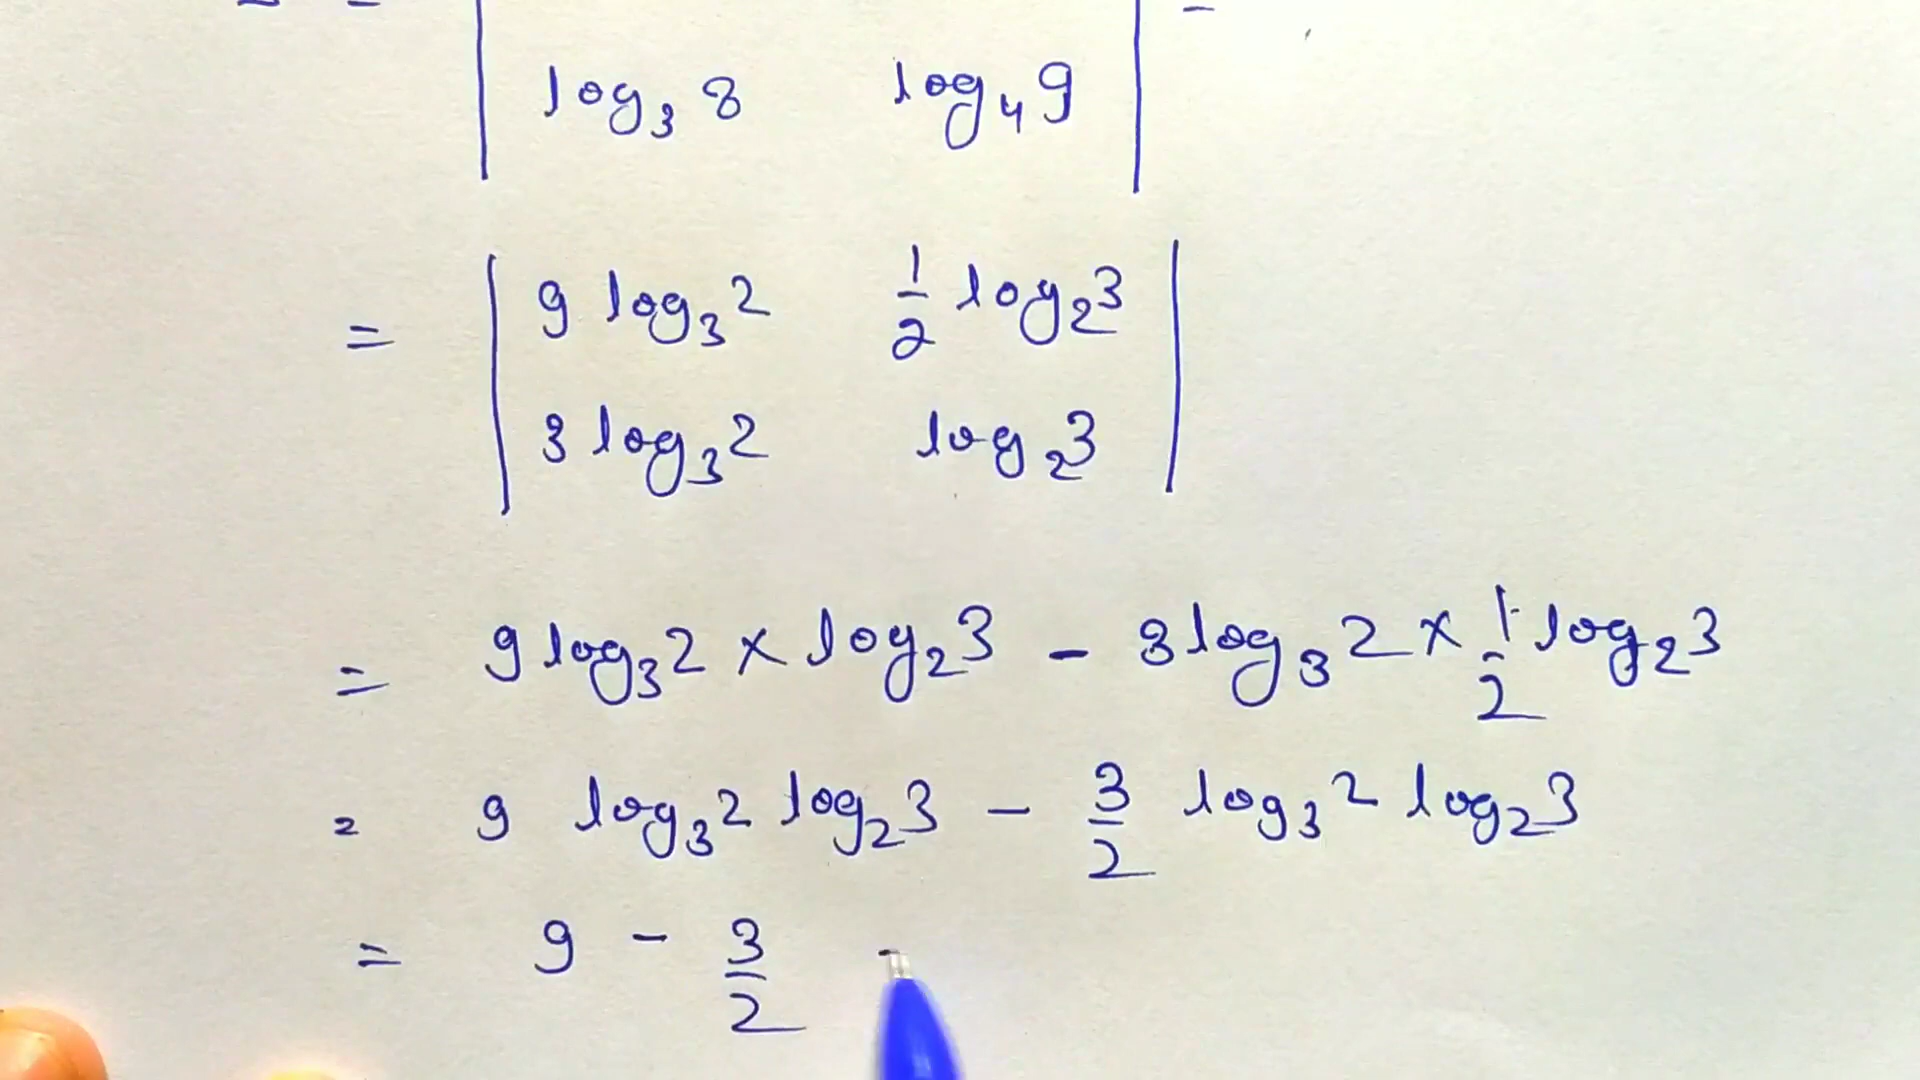 log₃ 8 log₄ 9
= | 9 log₃ 2 1/2 log₂ 3 |
| 3 log₃ 2 log₂ 3 |
= 9 log₃ 2 × log₂ 3 - 3 log₃ 2 × 1/2 log₂ 3
= 9 log₃ 2 log₂ 3 - 3/2 log₃ 2 log₂ 3
= 9 - 3/2